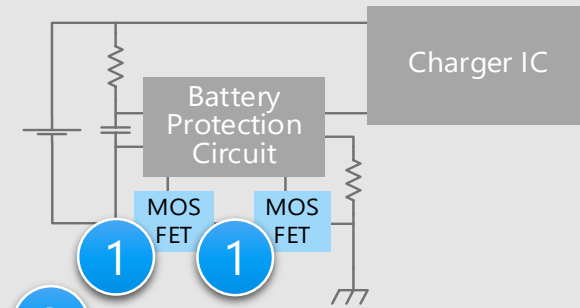 Charger IC
Battery
Protection
Circuit
MOS
FET
MOS
FET
1
1